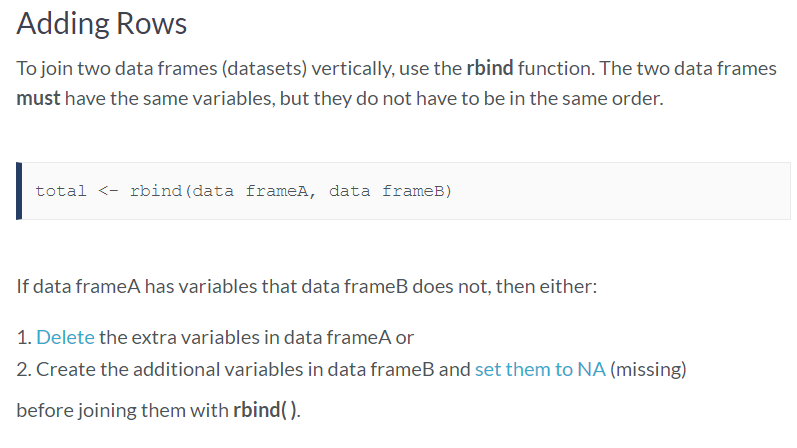 Adding Rows
To join two data frames (datasets) vertically, use the rbind function. The two data frames
must have the same variables, but they do not have to be in the same order.
total <- rbind(data frameA, data frameB)
If data frameA has variables that data frameB does not, then either:
1. Delete the extra variables in data frameA or
2. Create the additional variables in data frameB and set them to NA (missing)
before joining them with rbind( ).